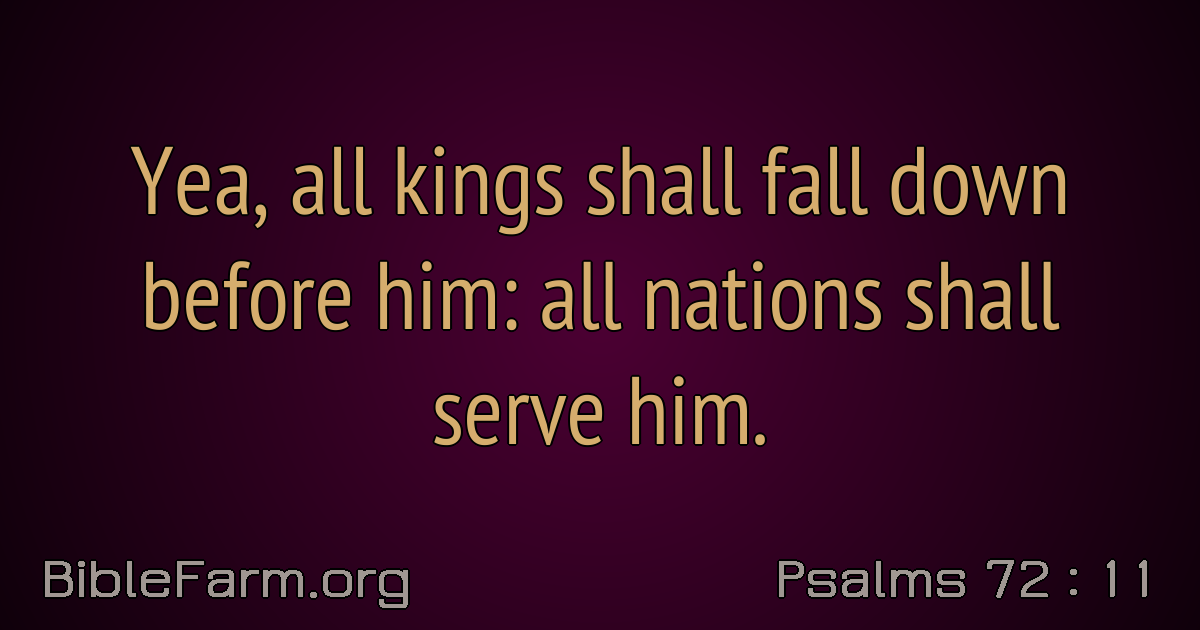 Yea, all kings shall fall down
before him: all nations shall
serve him.
BibleFarm.org
Psalms 72 : 11